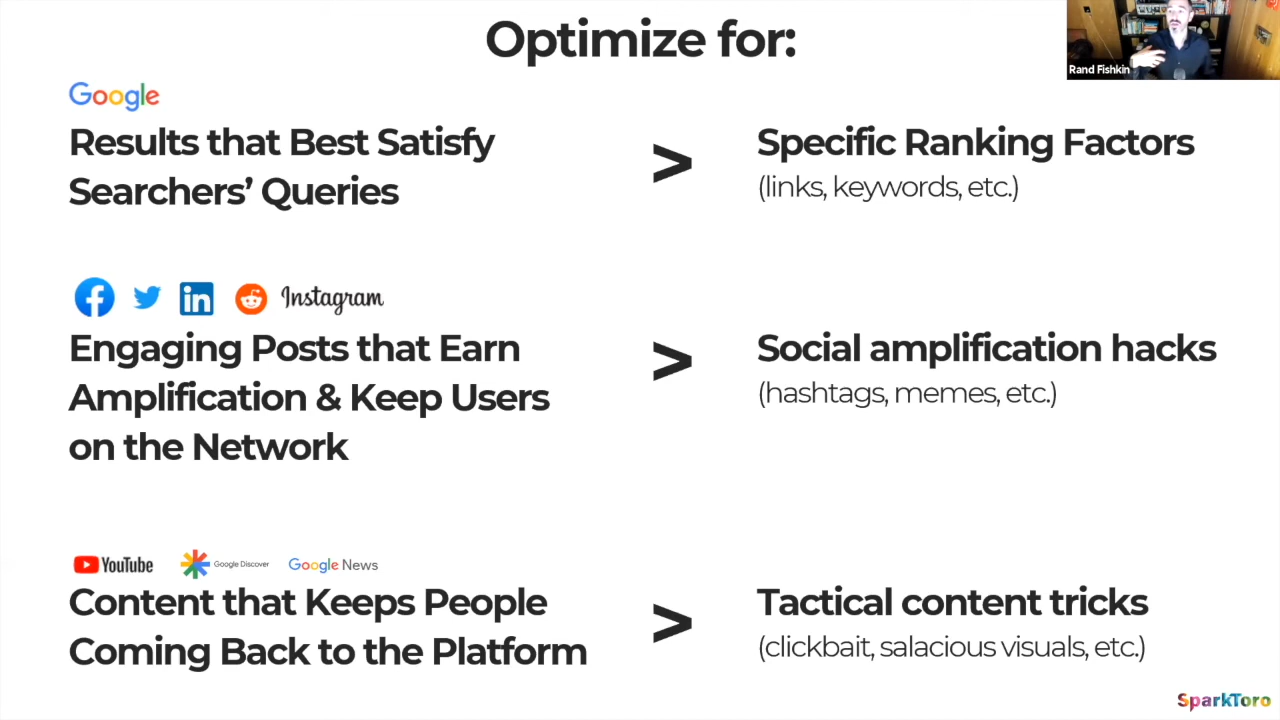 Optimize for:
Rand Fishkin
Google
Results that Best Satisfy
Searchers’ Queries
>
Specific Ranking Factors
(links, keywords, etc.)
f in Instagram
Engaging Posts that Earn
Amplification & Keep Users
on the Network
>
Social amplification hacks
(hashtags, memes, etc.)
YouTube Google Discover Google News
Content that Keeps People
Coming Back to the Platform
>
Tactical content tricks
(clickbait, salacious visuals, etc.)
SparkToro